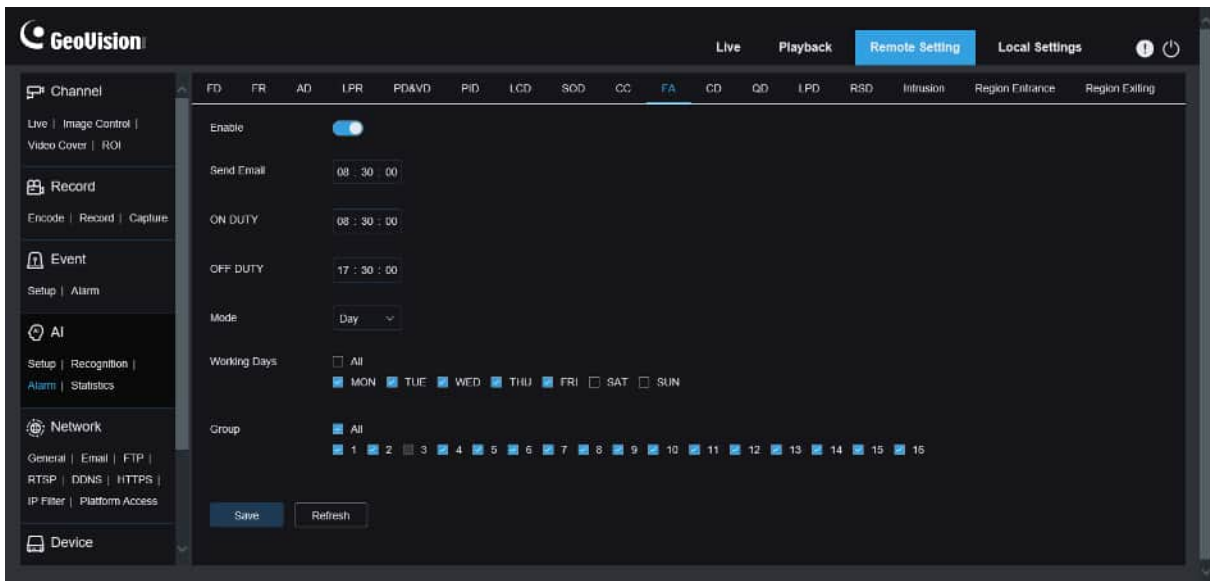 GeoVision
Live Playback Remote Setting Local Settings
Channel
Live | Image Control |
Video Cover | ROI
Record
Encode | Record | Capture
Event
Setup | Alarm
AI
Setup | Recognition |
Alarm | Statistics
Network
General | Email | FTP |
RTSP | DDNS | HTTPS |
IP Filter | Platform Access
Device
FD FR AD LPR PD&VD PID LCD SOD CC FA CD QD LPD RSD Intrusion Region Entrance Region Exiting
Enable
Send Email 08 : 30 : 00
ON DUTY 08 : 30 : 00
OFF DUTY 17 : 30 : 00
Mode Day
Working Days All
MON TUE WED THU FRI SAT SUN
Group All
1 2 3 4 5 6 7 8 9 10 11 12 13 14 15 16
Save Refresh